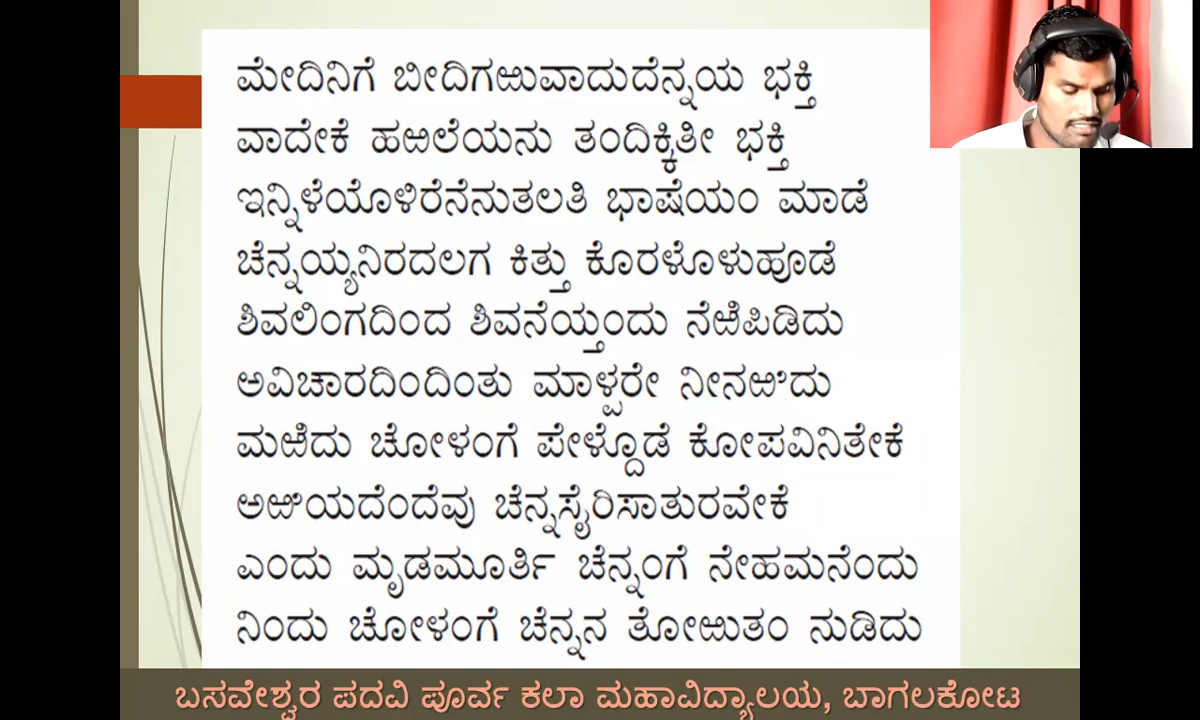 ಮೇದಿನಿಗೆ ಬೀದಿಗಱುವಾದುದೆನ್ನಯ ಭಕ್ತಿ
ವಾದೇಕೆ ಹಱಲೆಯನು ತಂದಿಕ್ಕಿತೀ ಭಕ್ತಿ
ಇನ್ನಿಳೆಯೊಳಿರೆನೆನುತಲತಿ ಭಾಷೆಯಂ ಮಾಡೆ
ಚೆನ್ನಯ್ಯನಿರದಲಗ ಕಿತ್ತು ಕೊರಳೊಳುಹೂಡೆ
ಶಿವಲಿಂಗದಿಂದ ಶಿವನೆಯ್ತಂದು ನೆಱೆಪಿಡಿದು
ಅವಿಚಾರದಿಂದಿಂತು ಮಾಳ್ಪರೇ ನೀನಱಿದು
ಮಱೆದು ಚೋಳಂಗೆ ಪೇಳ್ದೊಡೆ ಕೋಪವಿನಿತೇಕೆ
ಅಱಿಯದೆಂದೆವು ಚೆನ್ನಸೈರಿಸಾತುರವೇಕೆ
ಎಂದು ಮೃಡಮೂರ್ತಿ ಚೆನ್ನಂಗೆ ನೇಹಮನೆಂದು
ನಿಂದು ಚೋಳಂಗೆ ಚೆನ್ನನ ತೋಱುತಂ ನುಡಿದು
ಬಸವೇಶ್ವರ ಪದವಿ ಪೂರ್ವ ಕಲಾ ಮಹಾವಿದ್ಯಾಲಯ, ಬಾಗಲಕೋಟ